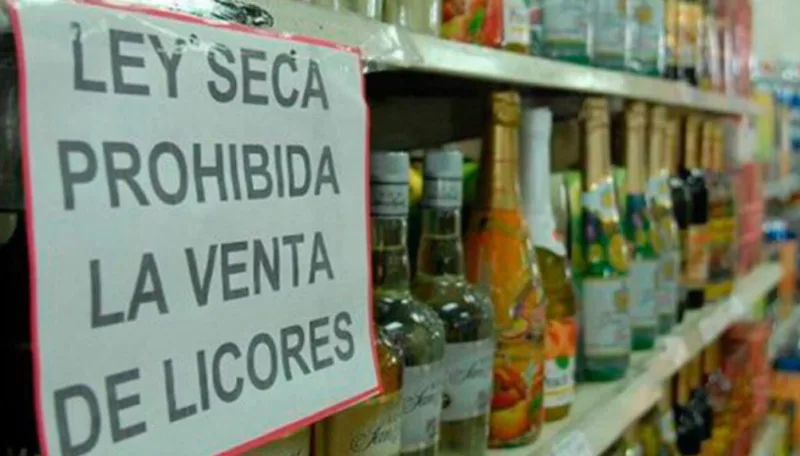 LEY SECA
PROHIBIDA
LA VENTA
DE LICORES